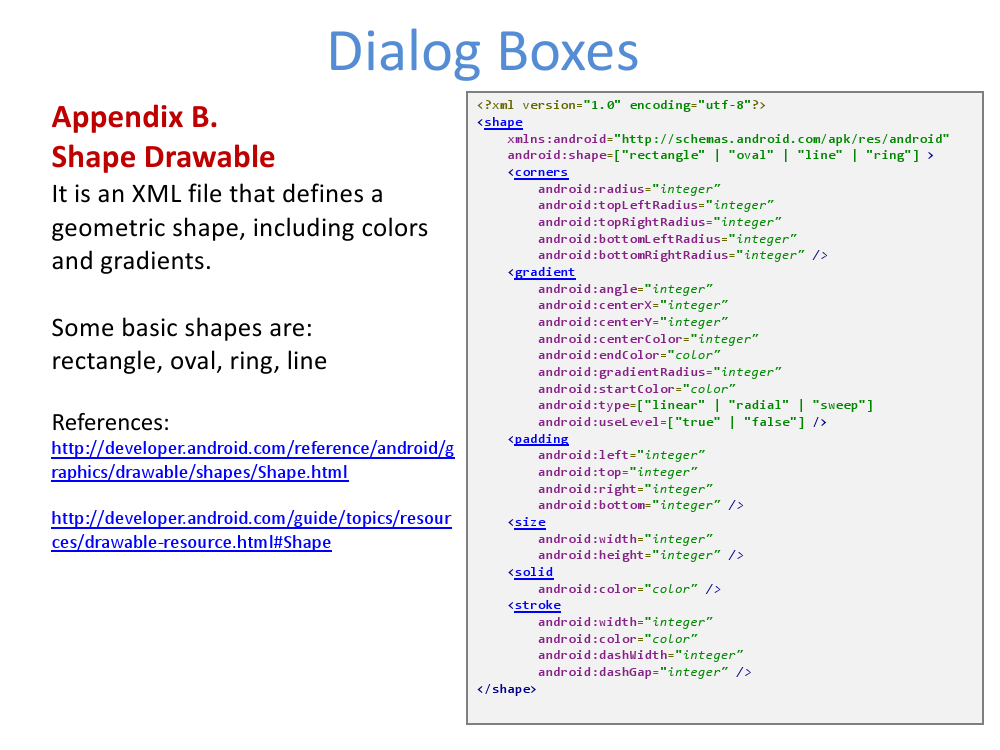 Dialog Boxes
Appendix B.
Shape Drawable
It is an XML file that defines a
geometric shape, including colors
and gradients.
Some basic shapes are:
rectangle, oval, ring, line
References:
http://developer.android.com/reference/android/g
raphics/drawable/shapes/Shape.html
http://developer.android.com/guide/topics/resour
ces/drawable-resource.html#Shape
<?xml version="1.0" encoding="utf-8"?>
<shape
xmlns:android="http://schemas.android.com/apk/res/android"
android:shape=["rectangle" | "oval" | "line" | "ring"] >
<corners
android:radius="integer”
android:topLeftRadius="integer”
android:topRightRadius="integer”
android:bottomLeftRadius="integer”
android:bottomRightRadius="integer” />
<gradient
android:angle="integer”
android:centerX="integer”
android:centerY="integer”
android:centerColor="integer”
android:endColor="color”
android:gradientRadius="integer”
android:startColor="color”
android:type=["linear" | "radial" | "sweep"]
android:useLevel=["true" | "false"] />
<padding
android:left="integer”
android:top="integer”
android:right="integer”
android:bottom="integer” />
<size
android:width="integer”
android:height="integer” />
<solid
android:color="color” />
<stroke
android:width="integer”
android:color="color”
android:dashWidth="integer”
android:dashGap="integer” />
</shape>